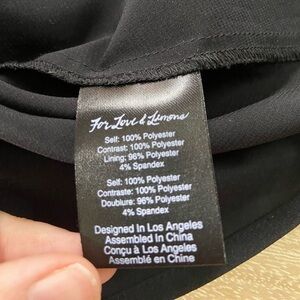 For Love & Lemons
Self: 100% Polyester
Contrast: 100% Polyester
Lining: 96% Polyester
4% Spandex
Self: 100% Polyester
Contraste: 100% Polyester
Doublure: 96% Polyester
4% Spandex
Designed In Los Angeles
Assembled In China
Conçu à Los Angeles
Assemblé en Chine